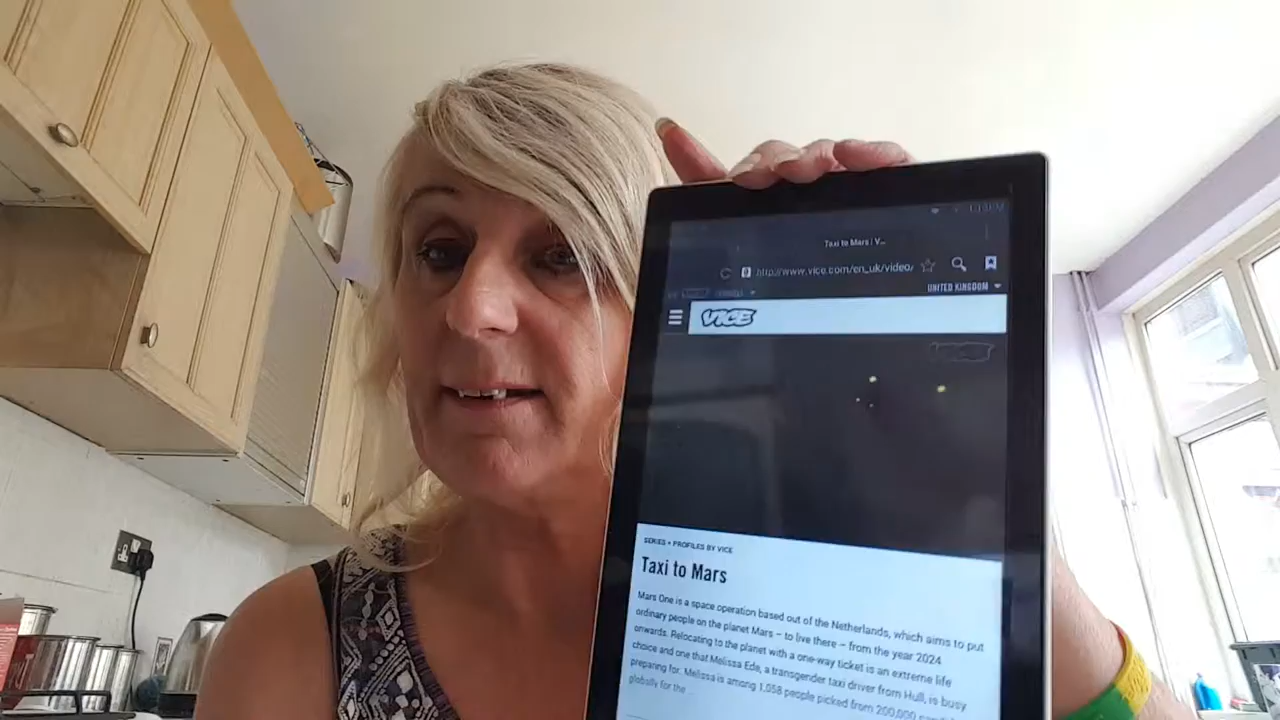 Taxi to Mars | V...
http://www.vice.com/en_uk/video/
UNITED KINGDOM
VICE
SERIES • PROFILES BY VICE
Taxi to Mars
Mars One is a space operation based out of the Netherlands, which aims to put
ordinary people on the planet Mars – to live there – from the year 2024
onwards. Relocating to the planet with a one-way ticket is an extreme life
choice and one that Melissa Ede, a transgender taxi driver from Hull, is busy
preparing for. Melissa is among 1,058 people picked from 200,000
globally for the ...